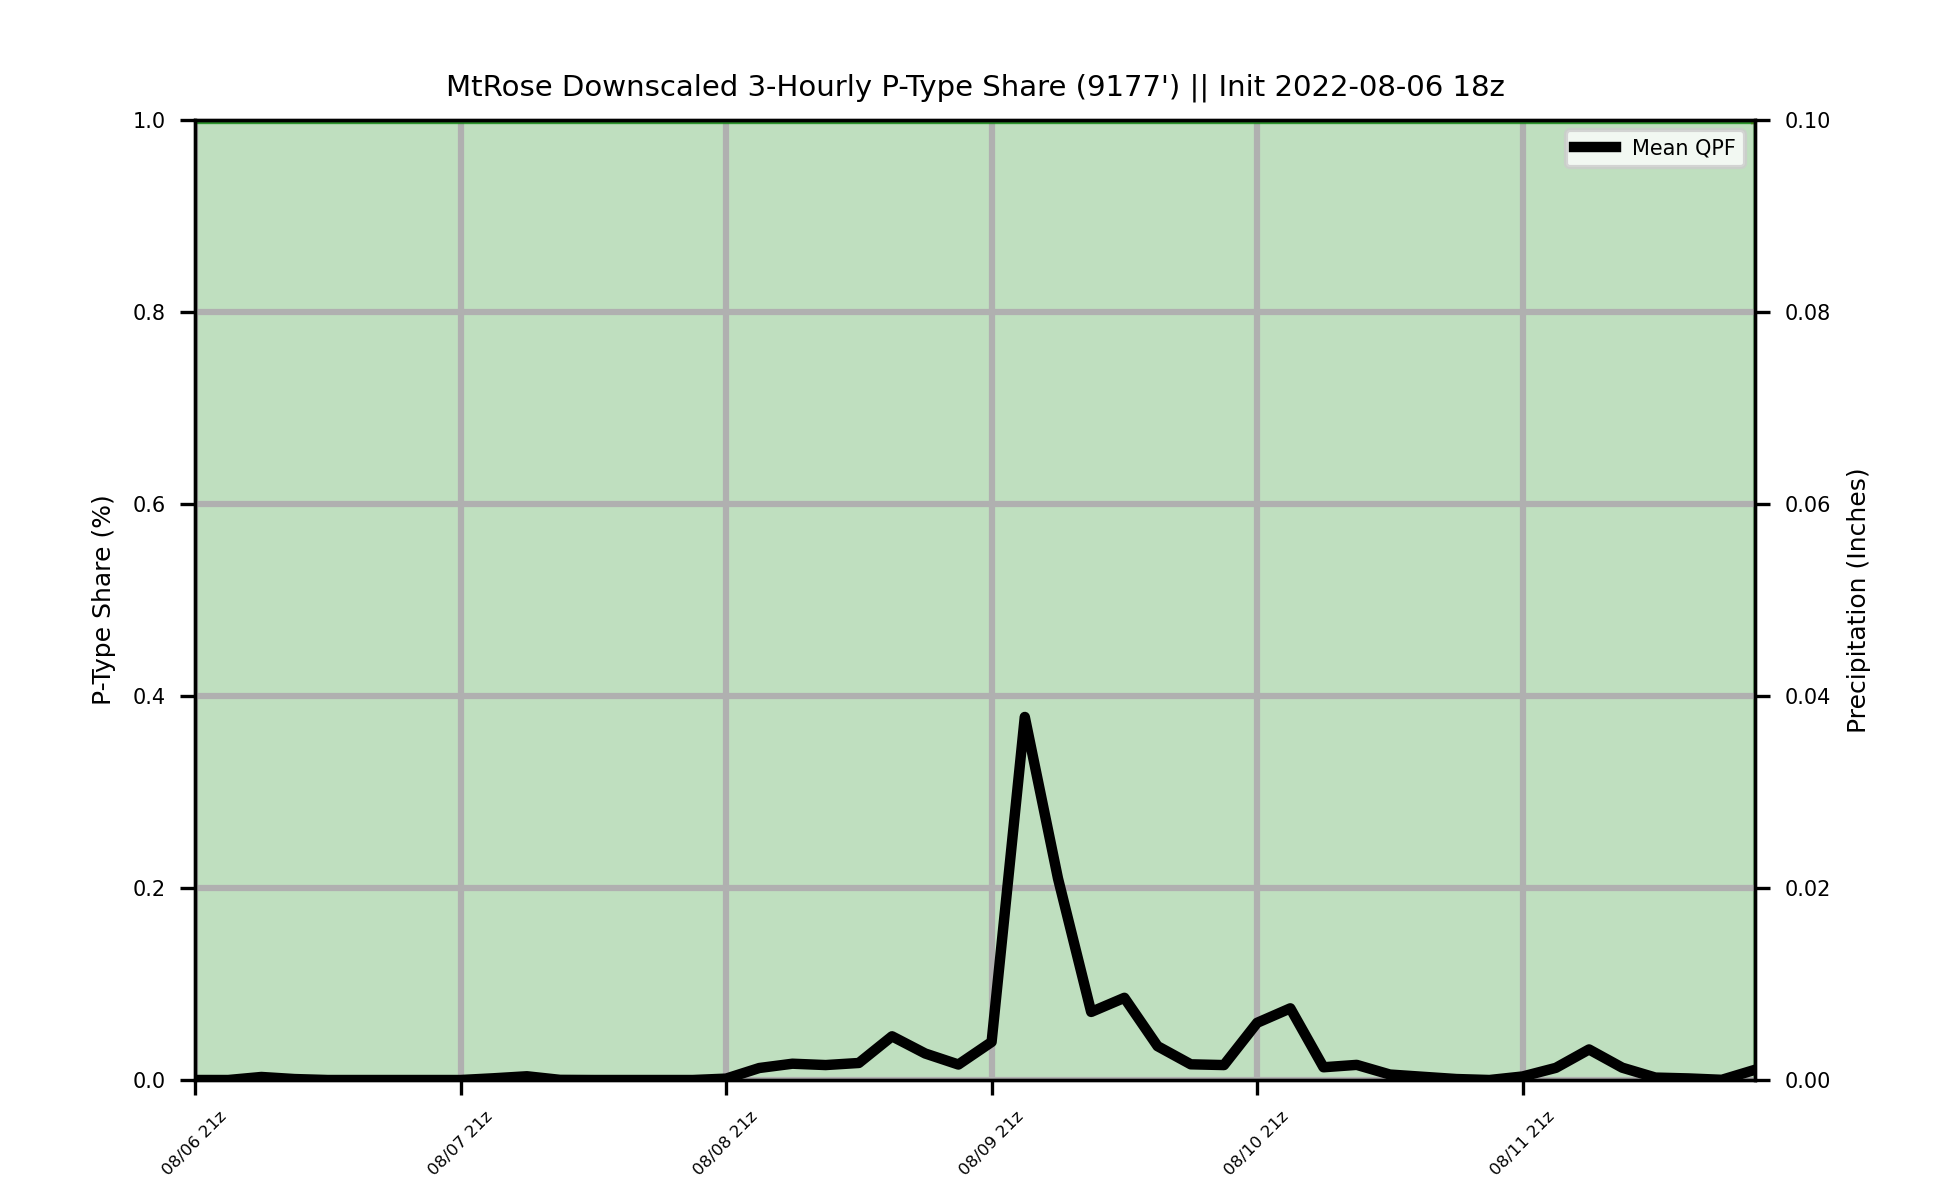 MtRose Downscaled 3-Hourly P-Type Share (9177') || Init 2022-08-06 18z
Mean QPF
P-Type Share (%)
1.0
0.8
0.6
0.4
0.2
0.0
0.10
0.08
0.06
0.04
0.02
0.00
Precipitation (Inches)
08/06 21z
08/07 21z
08/08 21z
08/09 21z
08/10 21z
08/11 21z